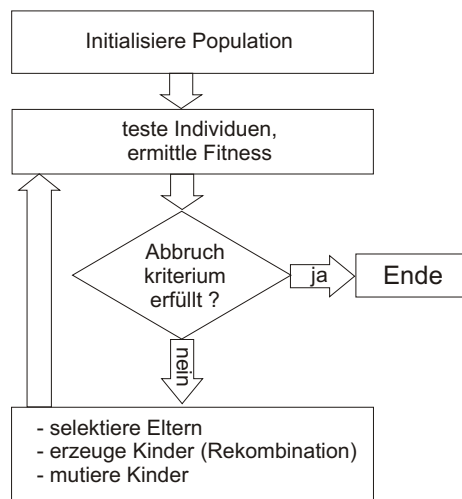 Initialisiere Population
teste Individuen,
ermittle Fitness
Abbruch
kriterium
erfüllt ?
ja
Ende
nein
- selektiere Eltern
- erzeuge Kinder (Rekombination)
- mutiere Kinder